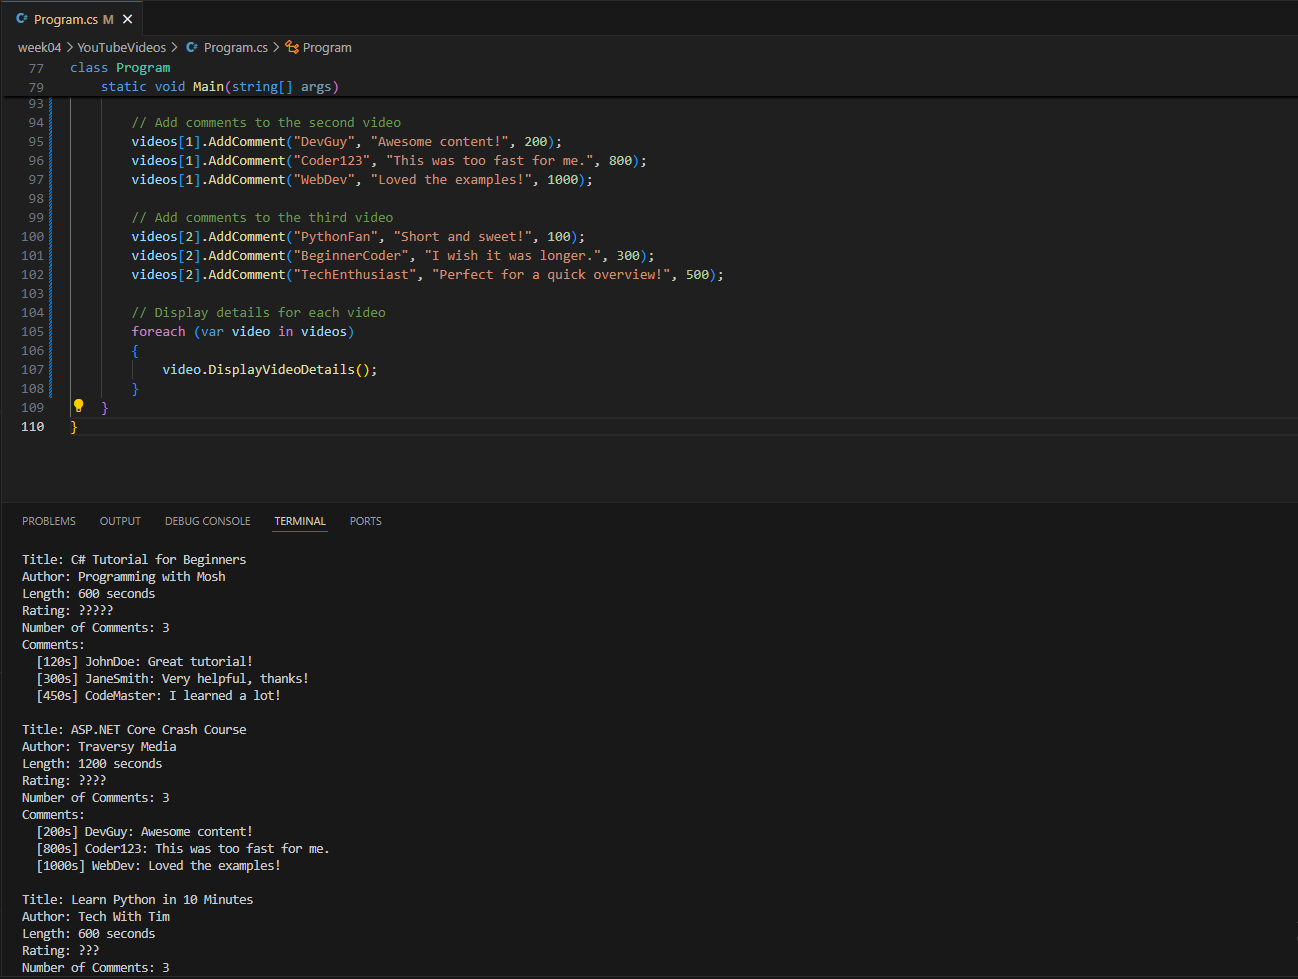 Program.cs M
week04 > YouTubeVideos > Program.cs > Program
77 class Program
79 static void Main(string[] args)
93
94 // Add comments to the second video
95 videos[1].AddComment("DevGuy", "Awesome content!", 200);
96 videos[1].AddComment("Coder123", "This was too fast for me.", 800);
97 videos[1].AddComment("WebDev", "Loved the examples!", 1000);
98
99 // Add comments to the third video
100 videos[2].AddComment("PythonFan", "Short and sweet!", 100);
101 videos[2].AddComment("BeginnerCoder", "I wish it was longer.", 300);
102 videos[2].AddComment("TechEnthusiast", "Perfect for a quick overview!", 500);
103
104 // Display details for each video
105 foreach (var video in videos)
106 {
107 video.DisplayVideoDetails();
108 }
109 }
110 }
PROBLEMS OUTPUT DEBUG CONSOLE TERMINAL PORTS
Title: C# Tutorial for Beginners
Author: Programming with Mosh
Length: 600 seconds
Rating: ?????
Number of Comments: 3
Comments:
[120s] JohnDoe: Great tutorial!
[300s] JaneSmith: Very helpful, thanks!
[450s] CodeMaster: I learned a lot!
Title: ASP.NET Core Crash Course
Author: Traversy Media
Length: 1200 seconds
Rating: ????
Number of Comments: 3
Comments:
[200s] DevGuy: Awesome content!
[800s] Coder123: This was too fast for me.
[1000s] WebDev: Loved the examples!
Title: Learn Python in 10 Minutes
Author: Tech With Tim
Length: 600 seconds
Rating: ???
Number of Comments: 3